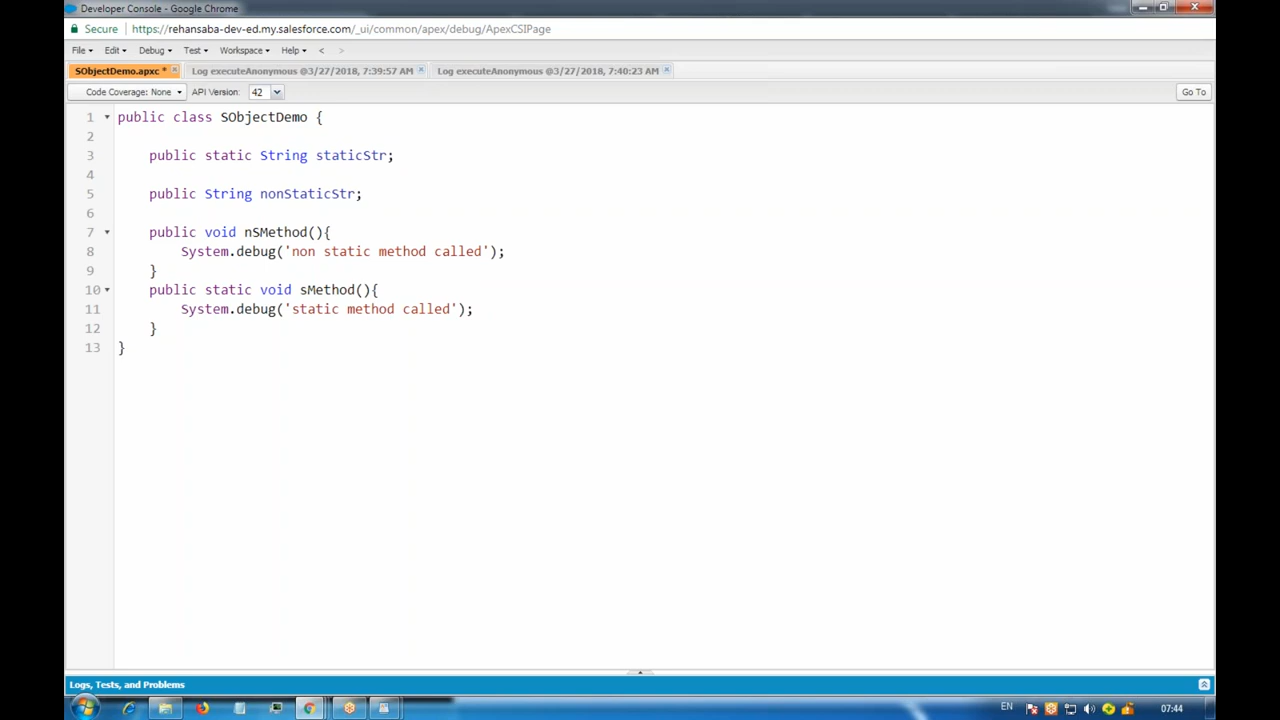 Developer Console - Google Chrome
Secure https://rehansaba-dev-ed.my.salesforce.com/_ui/common/apex/debug/ApexCSIPage
File Edit Debug Test Workspace Help < >
SObjectDemo.apxc * Log executeAnonymous @3/27/2018, 7:39:57 AM Log executeAnonymous @3/27/2018, 7:40:23 AM
Code Coverage: None API Version: 42 Go To
1 public class SObjectDemo {
2
3 public static String staticStr;
4
5 public String nonStaticStr;
6
7 public void nSMethod(){
8 System.debug('non static method called');
9 }
10 public static void sMethod(){
11 System.debug('static method called');
12 }
13 }
Logs, Tests, and Problems
EN 07:44